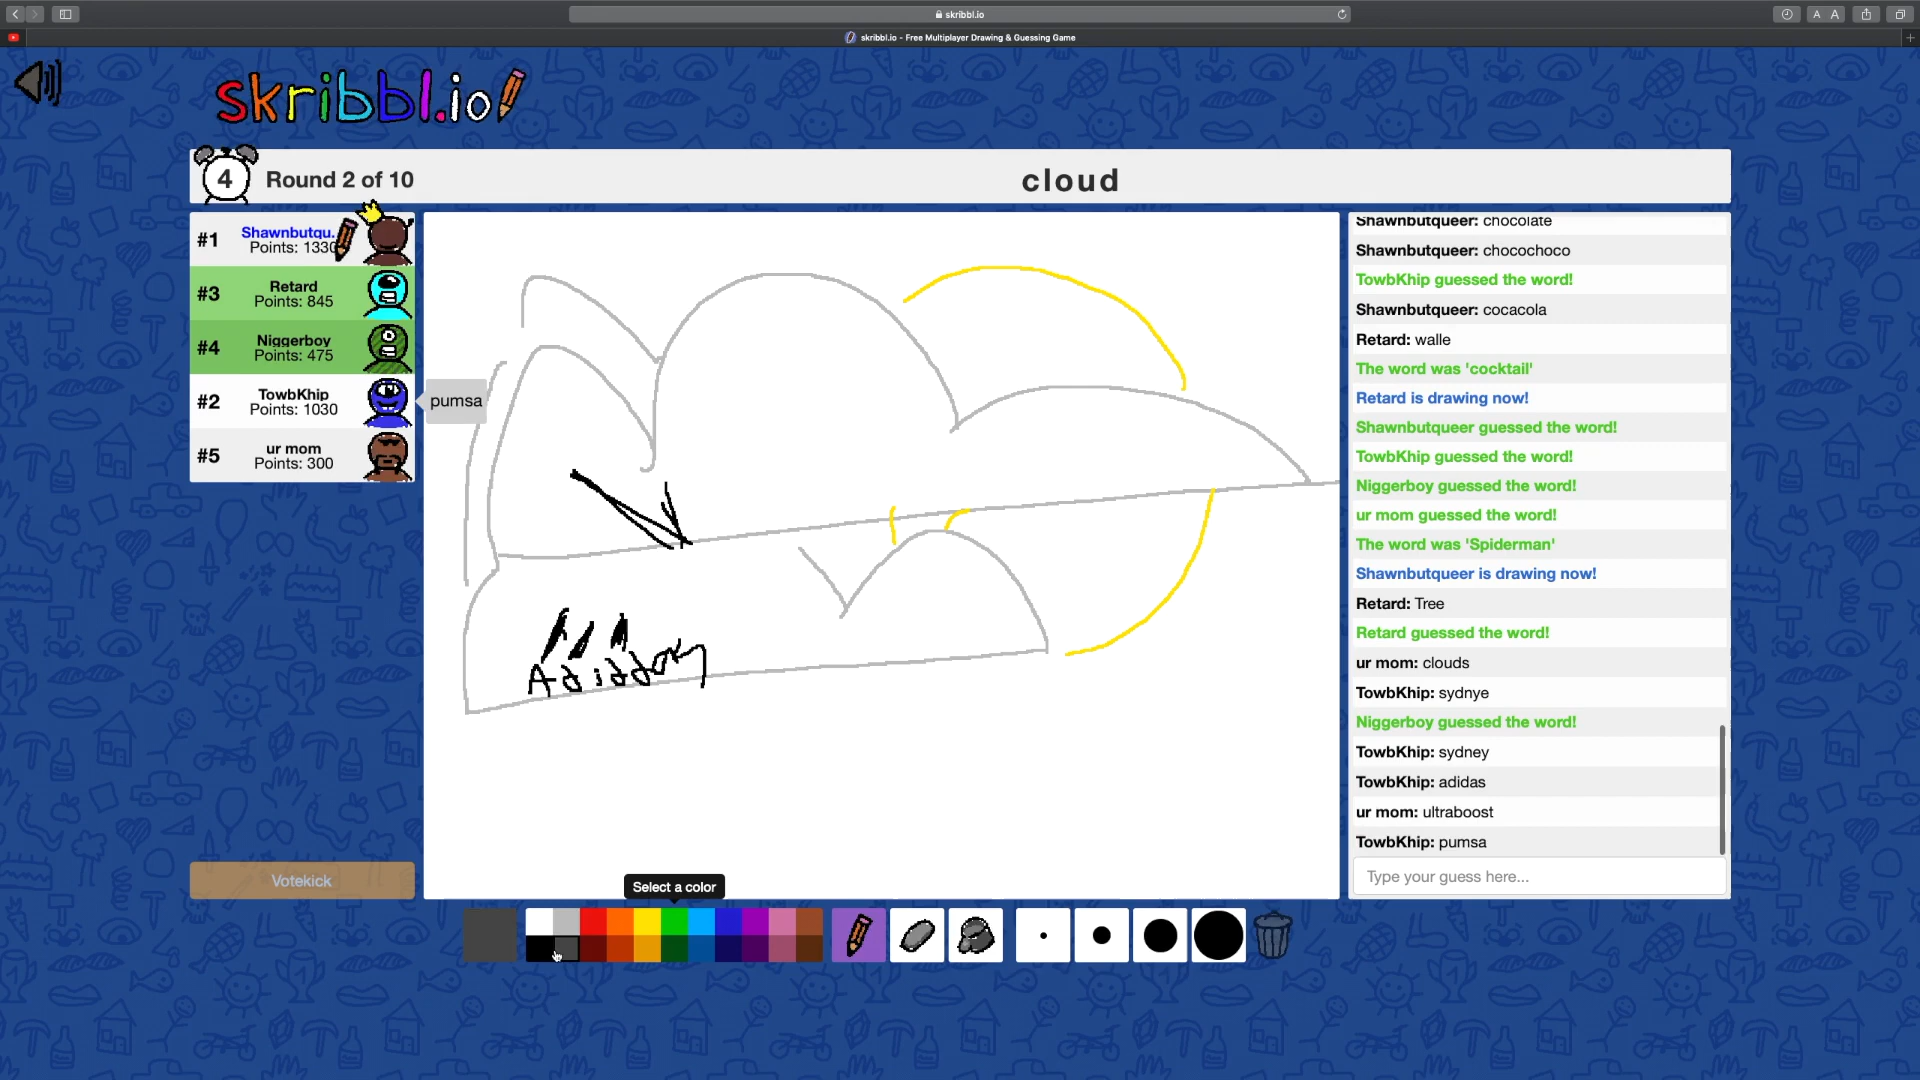 skribbl.io
skribbl.io - Free Multiplayer Drawing & Guessing Game
skribbl.io
4
Round 2 of 10
cloud
#1
Shawnbutqu.
Points: 1330
#3
Retard
Points: 845
#4
Niggerboy
Points: 475
#2
TowbKhip
Points: 1030
#5
ur mom
Points: 300
pumsa
Votekick
Shawnbutqueer: chocolate
Shawnbutqueer: chocochoco
TowbKhip guessed the word!
Shawnbutqueer: cocacola
Retard: walle
The word was 'cocktail'
Retard is drawing now!
Shawnbutqueer guessed the word!
TowbKhip guessed the word!
Niggerboy guessed the word!
ur mom guessed the word!
The word was 'Spiderman'
Shawnbutqueer is drawing now!
Retard: Tree
Retard guessed the word!
ur mom: clouds
TowbKhip: sydnye
Niggerboy guessed the word!
TowbKhip: sydney
TowbKhip: adidas
ur mom: ultraboost
TowbKhip: pumsa
Type your guess here...
Select a color
A A